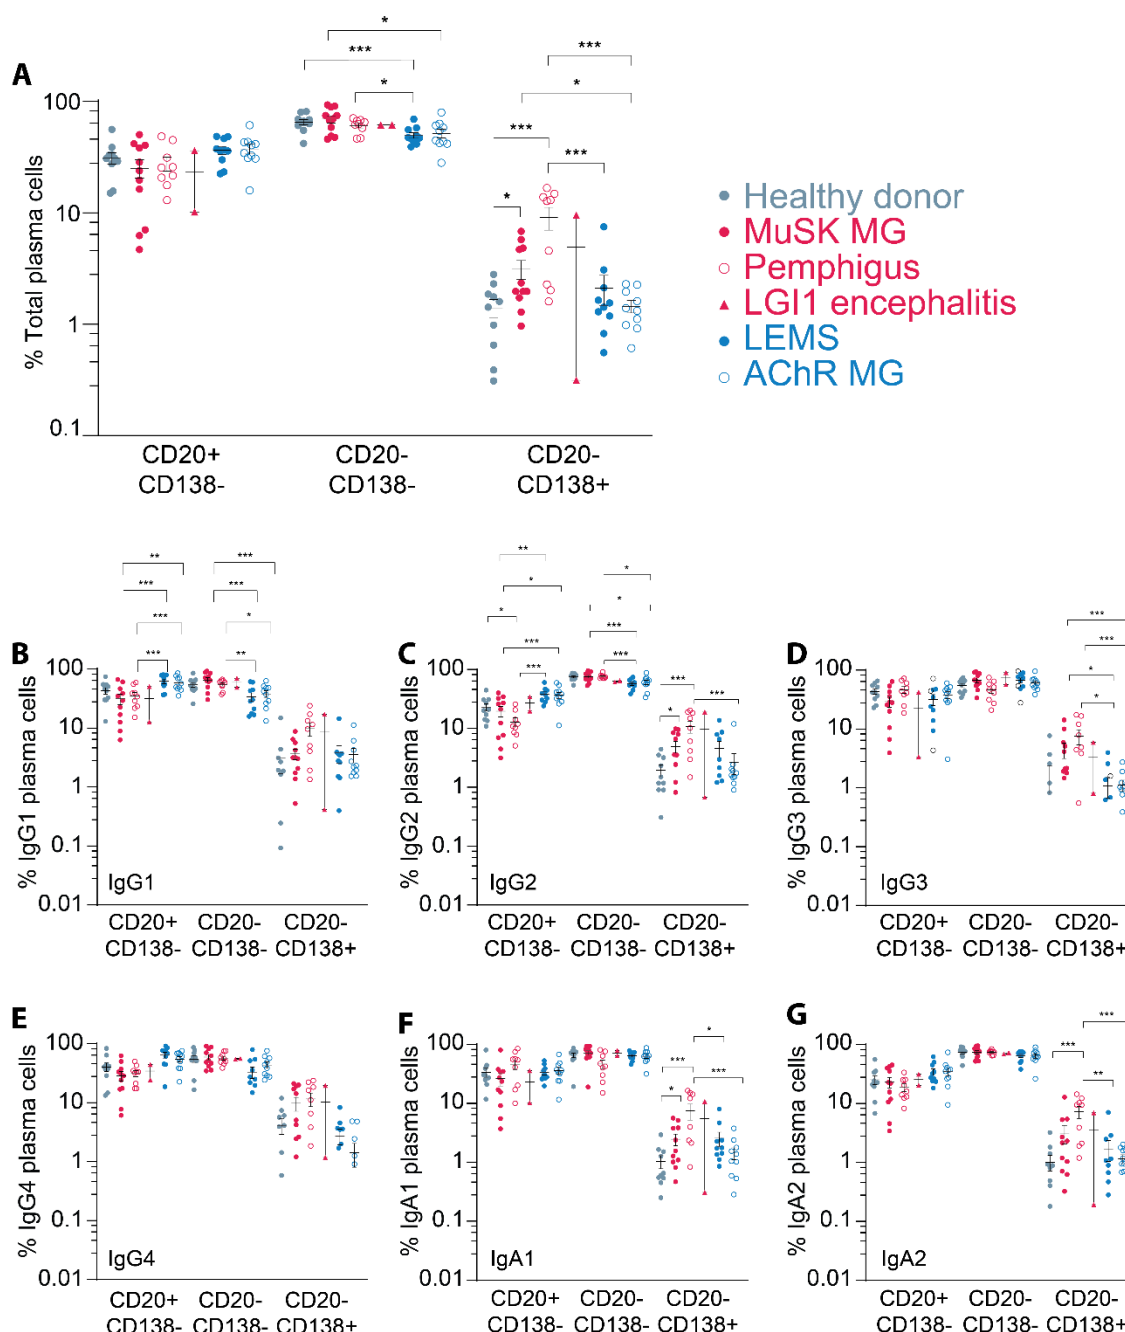 *
***
***
*
A
*
*
100
***
***
*
10
1
0.1
% Total plasma cells
CD20+
CD138-
CD20-
CD138-
CD20-
CD138+
Healthy donor
MuSK MG
Pemphigus
LGI1 encephalitis
LEMS
AChR MG
**
***
***
***
***
*
***
**
B
100
10
1
0.1
0.01
% IgG1 plasma cells
IgG1
CD20+
CD138-
CD20-
CD138-
CD20-
CD138+
**
*
*
*
*
***
***
***
***
***
***
*
C
100
10
1
0.1
0.01
% IgG2 plasma cells
IgG2
CD20+
CD138-
CD20-
CD138-
CD20-
CD138+
***
***
*
*
D
100
10
1
0.1
0.01
% IgG3 plasma cells
IgG3
CD20+
CD138-
CD20-
CD138-
CD20-
CD138+
E
100
10
1
0.1
0.01
% IgG4 plasma cells
IgG4
CD20+
CD138-
CD20-
CD138-
CD20-
CD138+
*
***
***
*
F
100
10
1
0.1
0.01
% IgA1 plasma cells
IgA1
CD20+
CD138-
CD20-
CD138-
CD20-
CD138+
***
***
**
G
100
10
1
0.1
0.01
% IgA2 plasma cells
IgA2
CD20+
CD138-
CD20-
CD138-
CD20-
CD138+